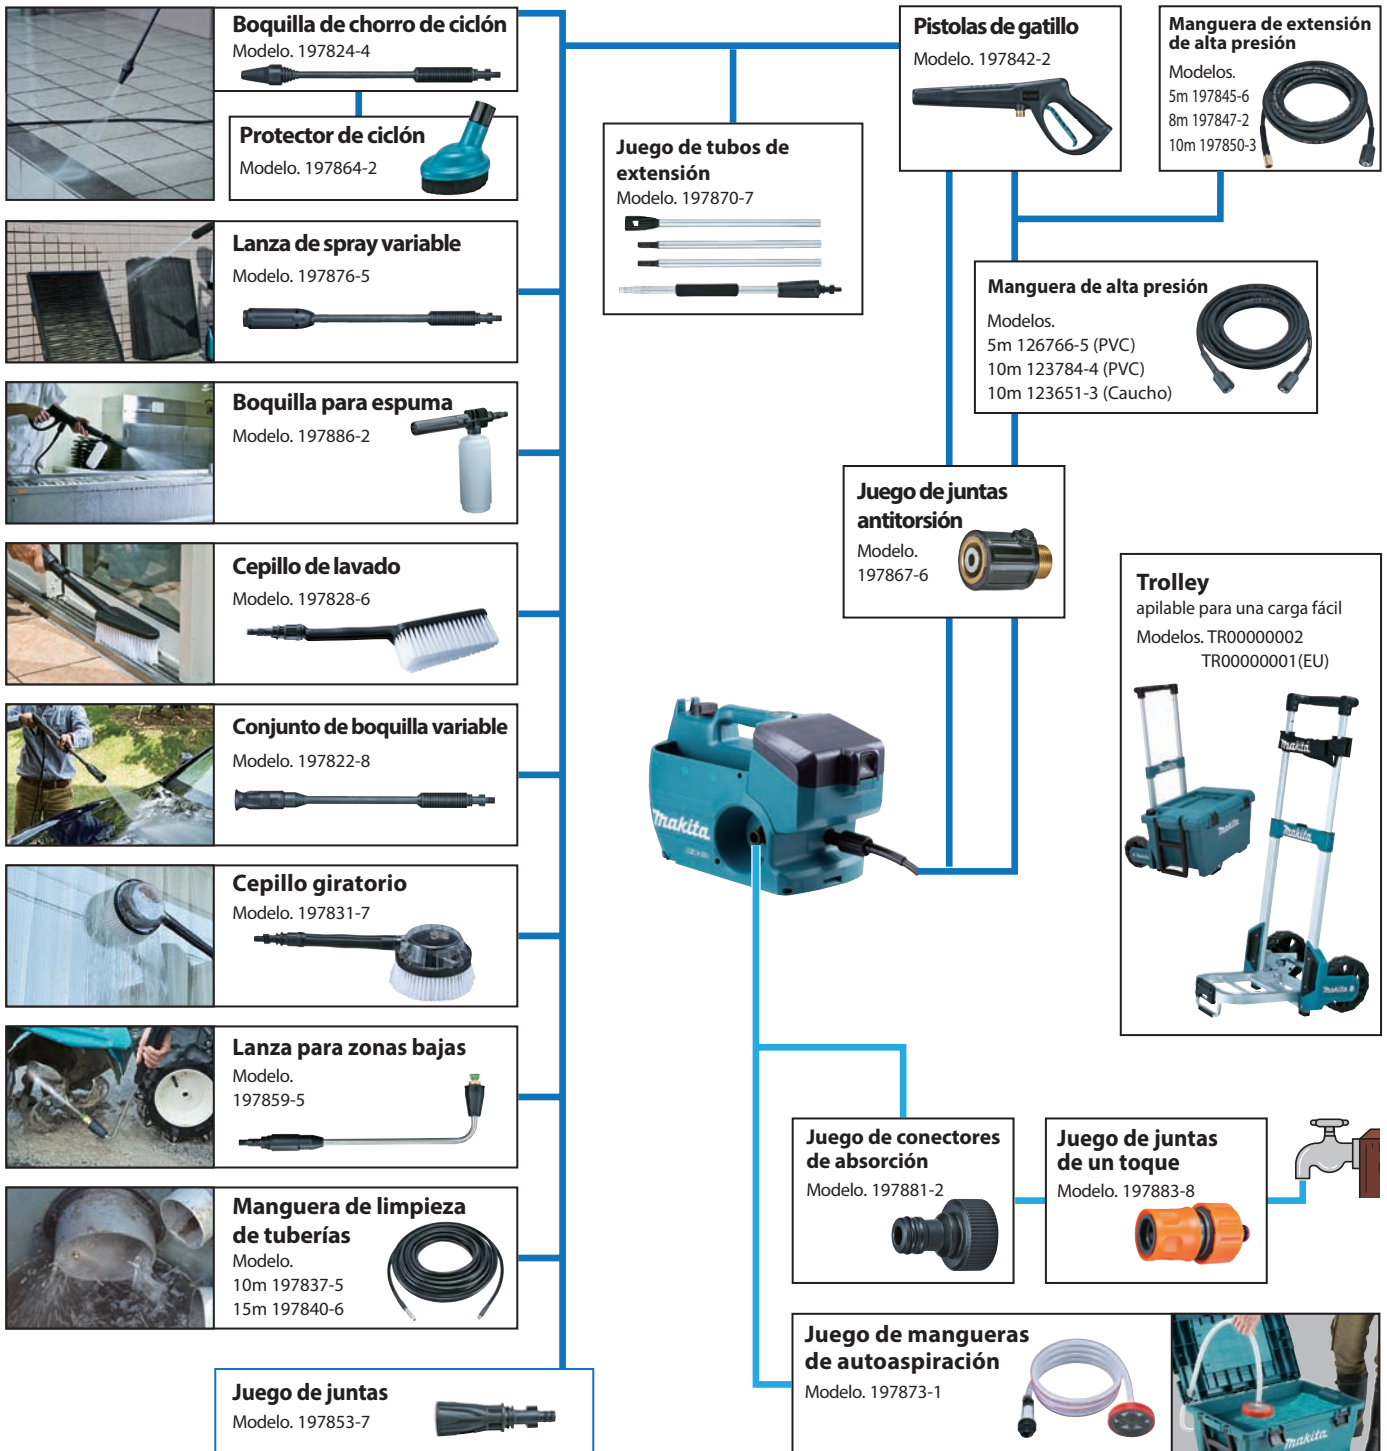 Boquilla de chorro de ciclón
Modelo. 197824-4
Protector de ciclón
Modelo. 197864-2
Lanza de spray variable
Modelo. 197876-5
Boquilla para espuma
Modelo. 197886-2
Cepillo de lavado
Modelo. 197828-6
Conjunto de boquilla variable
Modelo. 197822-8
Cepillo giratorio
Modelo. 197831-7
Lanza para zonas bajas
Modelo.
197859-5
Manguera de limpieza
de tuberías
Modelo.
10m 197837-5
15m 197840-6
Juego de juntas
Modelo. 197853-7
Juego de tubos de
extensión
Modelo. 197870-7
Pistolas de gatillo
Modelo. 197842-2
Manguera de extensión
de alta presión
Modelos.
5m 197845-6
8m 197847-2
10m 197850-3
Manguera de alta presión
Modelos.
5m 126766-5 (PVC)
10m 123784-4 (PVC)
10m 123651-3 (Caucho)
Juego de juntas
antitorsión
Modelo.
197867-6
Trolley
apilable para una carga fácil
Modelos. TR00000002
TR00000001(EU)
makita
makita
makita
makita
makita
Juego de conectores
de absorción
Modelo. 197881-2
Juego de juntas
de un toque
Modelo. 197883-8
Juego de mangueras
de autoaspiración
Modelo. 197873-1
makita